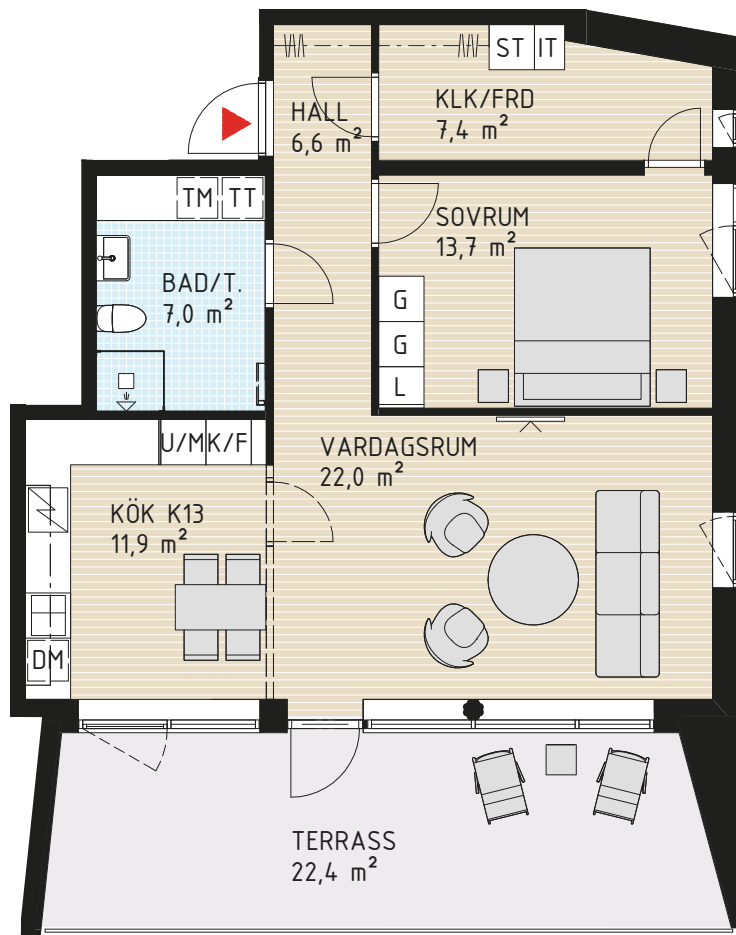 ST IT
HALL
6,6 m²
KLK/FRD
7,4 m²
TM TT
SOVRUM
13,7 m²
BAD/T.
7,0 m²
G
G
L
U/M K/F
VARDAGSRUM
22,0 m²
KÖK K13
11,9 m²
DM
TERRASS
22,4 m²